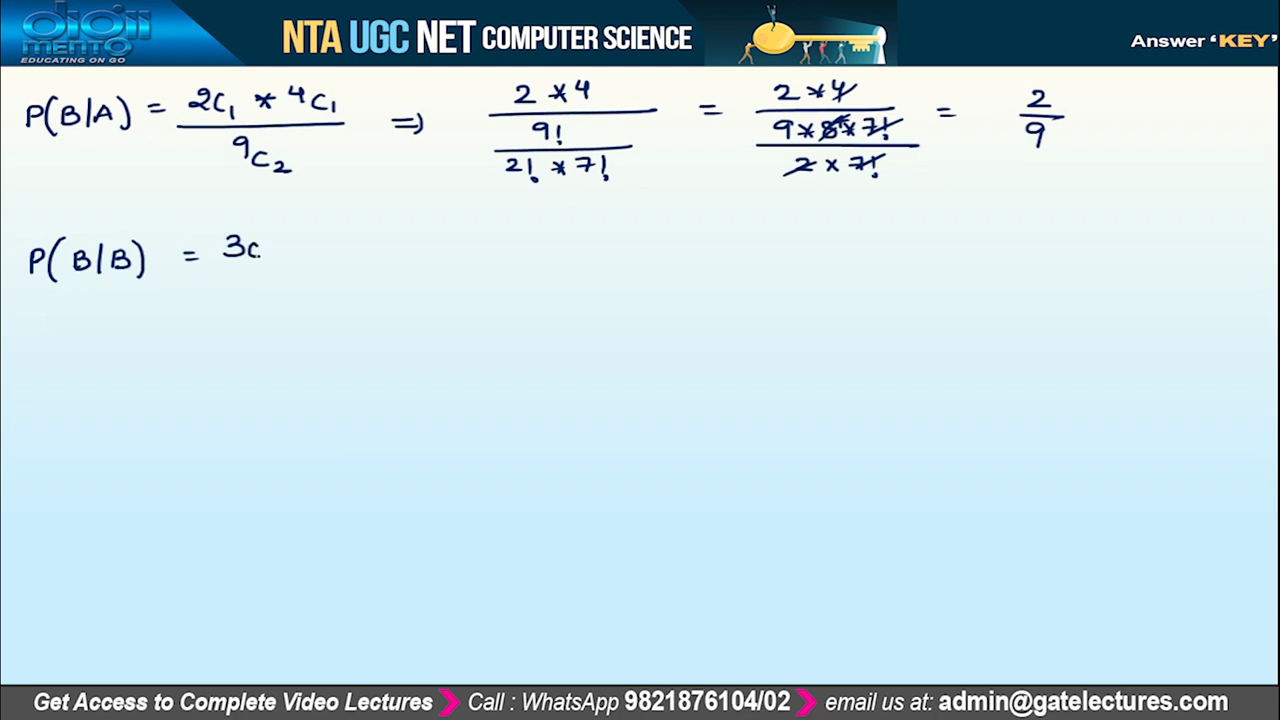 didii
MENTO
EDUCATING ON GO
NTA UGC NET COMPUTER SCIENCE
Answer ‘KEY’
P(B/A) = 2C₁ * 4C₁ / 9C₂ ⇒ 2 * 4 / (9! / 2! * 7!) = 2 * 4 / (9 * 8 * 7! / 2 x 7!) = 2 / 9
P(B/B) = 3C
Get Access to Complete Video Lectures Call : WhatsApp 9821876104/02 email us at: admin@gatelectures.com